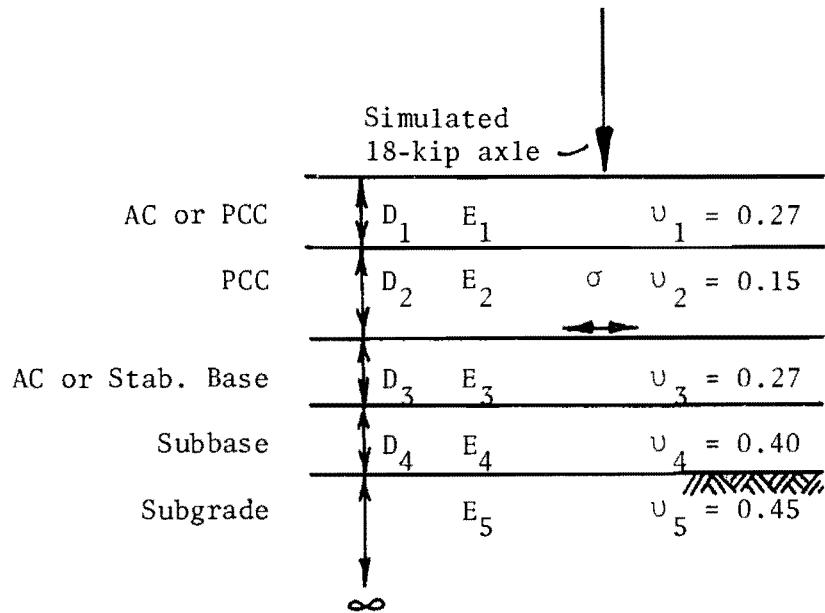 Simulated
18-kip axle
AC or PCC D₁ E₁ υ₁ = 0.27
PCC D₂ E₂ σ υ₂ = 0.15
AC or Stab. Base D₃ E₃ υ₃ = 0.27
Subbase D₄ E₄ υ₄ = 0.40
Subgrade E₅ υ₅ = 0.45
∞